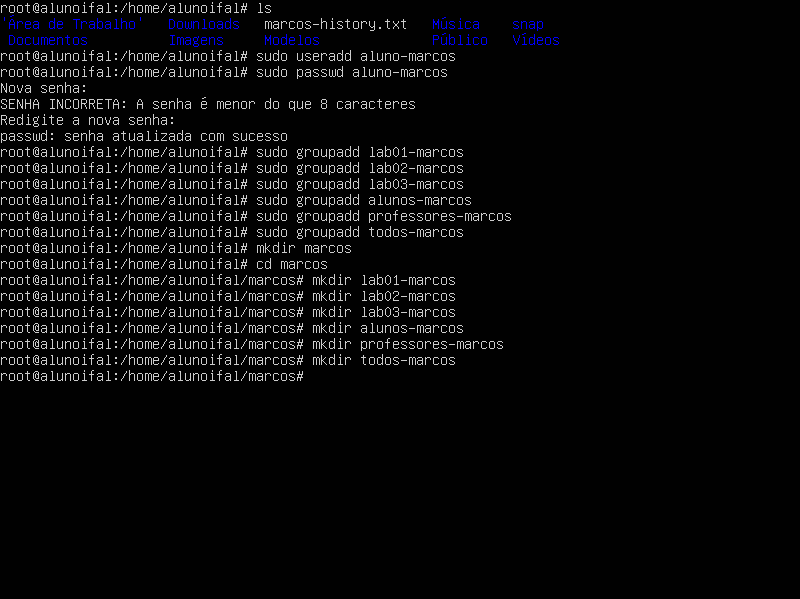 root@alunoifal:/home/alunoifal# ls
'Área de Trabalho' Downloads marcos-history.txt Música snap
Documentos Imagens Modelos Público Vídeos
root@alunoifal:/home/alunoifal# sudo useradd aluno-marcos
root@alunoifal:/home/alunoifal# sudo passwd aluno-marcos
Nova senha:
SENHA INCORRETA: A senha é menor do que 8 caracteres
Redigite a nova senha:
passwd: senha atualizada com sucesso
root@alunoifal:/home/alunoifal# sudo groupadd lab01-marcos
root@alunoifal:/home/alunoifal# sudo groupadd lab02-marcos
root@alunoifal:/home/alunoifal# sudo groupadd lab03-marcos
root@alunoifal:/home/alunoifal# sudo groupadd alunos-marcos
root@alunoifal:/home/alunoifal# sudo groupadd professores-marcos
root@alunoifal:/home/alunoifal# sudo groupadd todos-marcos
root@alunoifal:/home/alunoifal# mkdir marcos
root@alunoifal:/home/alunoifal# cd marcos
root@alunoifal:/home/alunoifal/marcos# mkdir lab01-marcos
root@alunoifal:/home/alunoifal/marcos# mkdir lab02-marcos
root@alunoifal:/home/alunoifal/marcos# mkdir lab03-marcos
root@alunoifal:/home/alunoifal/marcos# mkdir alunos-marcos
root@alunoifal:/home/alunoifal/marcos# mkdir professores-marcos
root@alunoifal:/home/alunoifal/marcos# mkdir todos-marcos
root@alunoifal:/home/alunoifal/marcos#